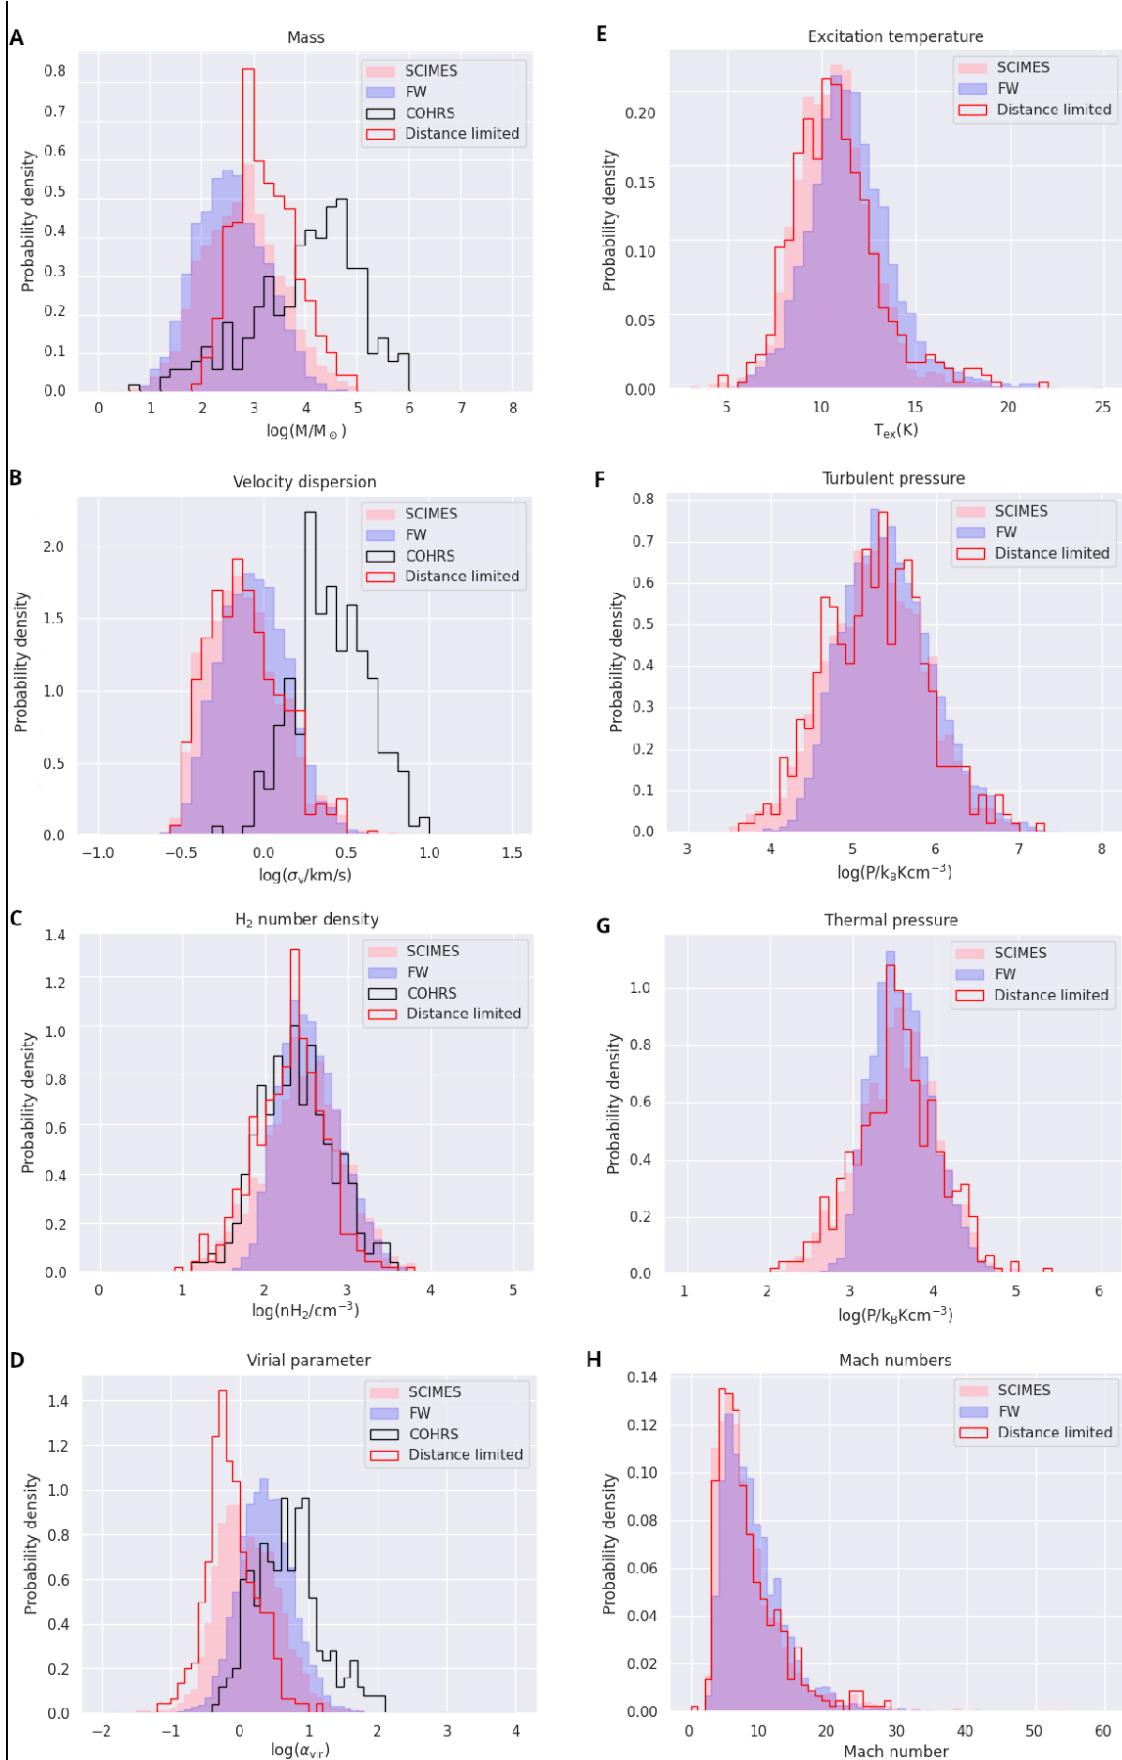 A
Mass
SCIMES
FW
COHRS
Distance limited
Probability density
0.8
0.7
0.6
0.5
0.4
0.3
0.2
0.1
0.0
0 1 2 3 4 5 6 7 8
log(M/M☉)
B
Velocity dispersion
SCIMES
FW
COHRS
Distance limited
Probability density
2.0
1.5
1.0
0.5
0.0
−1.0 −0.5 0.0 0.5 1.0 1.5
log(σᵥ/km/s)
C
H₂ number density
SCIMES
FW
COHRS
Distance limited
Probability density
1.4
1.2
1.0
0.8
0.6
0.4
0.2
0.0
0 1 2 3 4 5
log(nH₂/cm⁻³)
D
Virial parameter
SCIMES
FW
COHRS
Distance limited
Probability density
1.4
1.2
1.0
0.8
0.6
0.4
0.2
0.0
−2 −1 0 1 2 3 4
log(α_vir)
E
Excitation temperature
SCIMES
FW
Distance limited
Probability density
0.20
0.15
0.10
0.05
0.00
5 10 15 20 25
T_ex(K)
F
Turbulent pressure
SCIMES
FW
Distance limited
Probability density
0.8
0.7
0.6
0.5
0.4
0.3
0.2
0.1
0.0
3 4 5 6 7 8
log(P/k_BKcm⁻³)
G
Thermal pressure
SCIMES
FW
Distance limited
Probability density
1.0
0.8
0.6
0.4
0.2
0.0
1 2 3 4 5 6
log(P/k_BKcm⁻³)
H
Mach numbers
SCIMES
FW
Distance limited
Probability density
0.14
0.12
0.10
0.08
0.06
0.04
0.02
0.00
0 10 20 30 40 50 60
Mach number